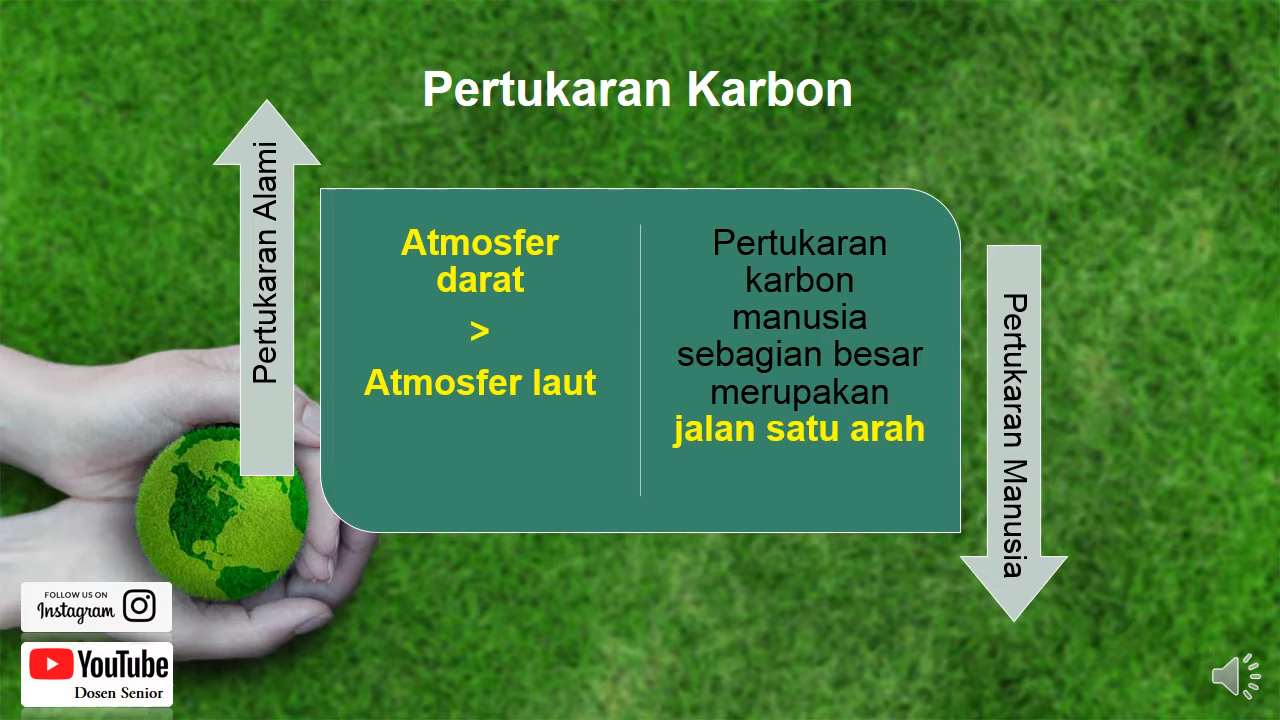 Pertukaran Karbon
Pertukaran Alami
Atmosfer
darat
>
Atmosfer laut
Pertukaran
karbon
manusia
sebagian besar
merupakan
jalan satu arah
Pertukaran Manusia
FOLLOW US ON
Instagram
YouTube
Dosen Senior